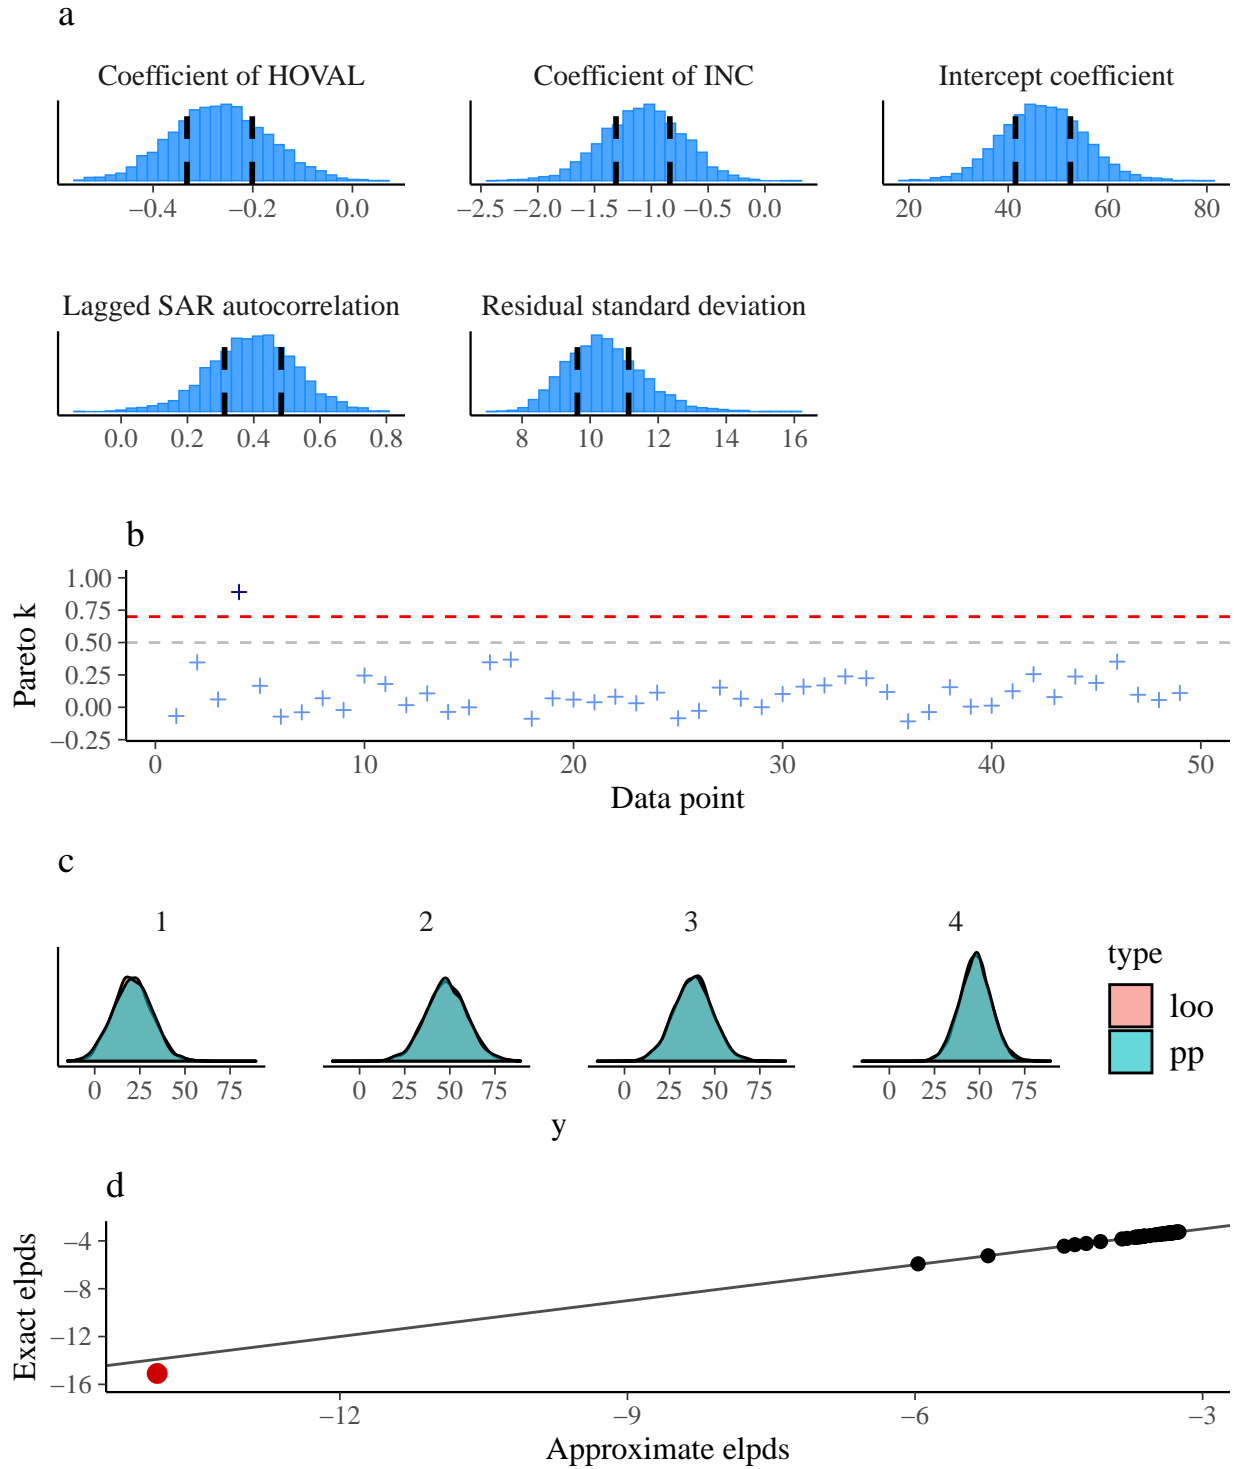 a
Coefficient of HOVAL
Coefficient of INC
Intercept coefficient
−0.4 −0.2 0.0
−2.5 −2.0 −1.5 −1.0 −0.5 0.0
20 40 60 80
Lagged SAR autocorrelation
Residual standard deviation
0.0 0.2 0.4 0.6 0.8
8 10 12 14 16
b
Pareto k
1.00
0.75
0.50
0.25
0.00
−0.25
0 10 20 30 40 50
Data point
c
1 2 3 4
0 25 50 75
0 25 50 75
0 25 50 75
0 25 50 75
y
type
loo
pp
d
Exact elpds
−4
−8
−12
−16
−12 −9 −6 −3
Approximate elpds